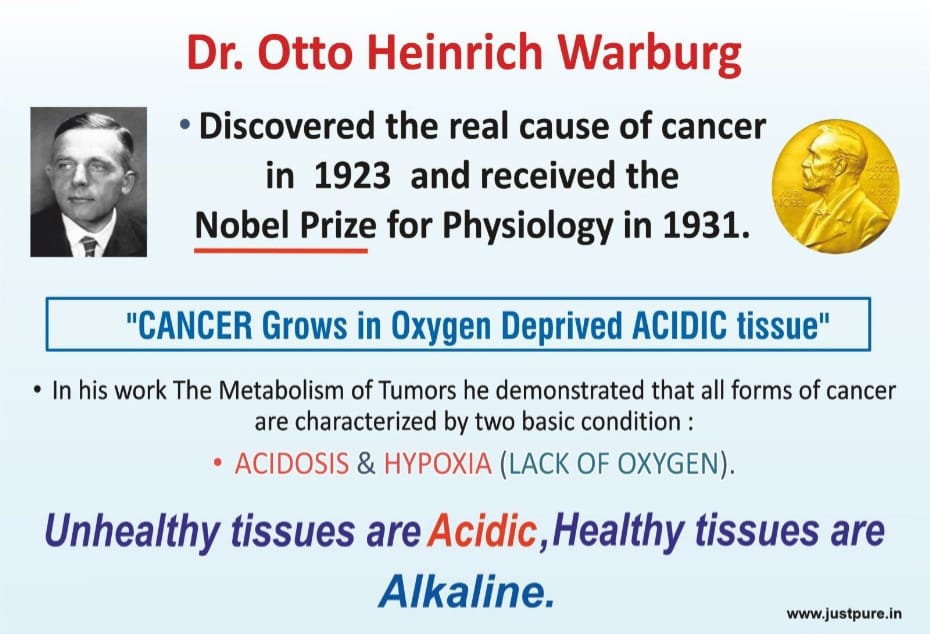 Dr. Otto Heinrich Warburg
• Discovered the real cause of cancer
in 1923 and received the
Nobel Prize for Physiology in 1931.
"CANCER Grows in Oxygen Deprived ACIDIC tissue"
• In his work The Metabolism of Tumors he demonstrated that all forms of cancer
are characterized by two basic condition :
• ACIDOSIS & HYPOXIA (LACK OF OXYGEN).
Unhealthy tissues are Acidic,Healthy tissues are
Alkaline.
www.justpure.in